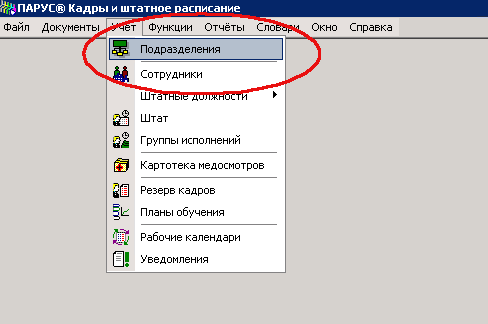 ПАРУС® Кадры и штатное расписание
Файл Документы Учёт Функции Отчёты Словари Окно Справка
Подразделения
Сотрудники
Штатные должности
Штат
Группы исполнений
Картотека медосмотров
Резерв кадров
Планы обучения
Рабочие календари
Уведомления